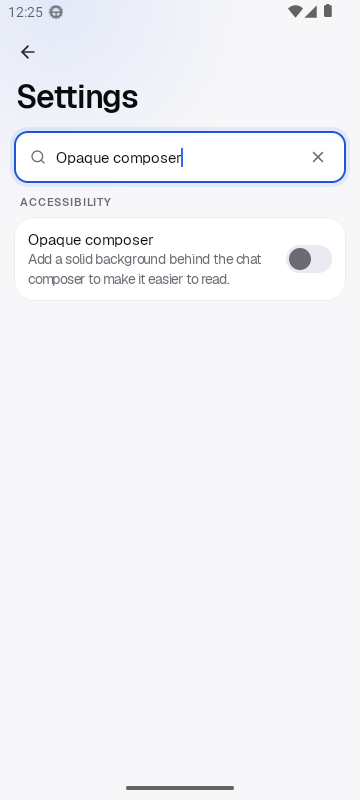 12:25
Settings
Opaque composer
ACCESSIBILITY
Opaque composer
Add a solid background behind the chat
composer to make it easier to read.